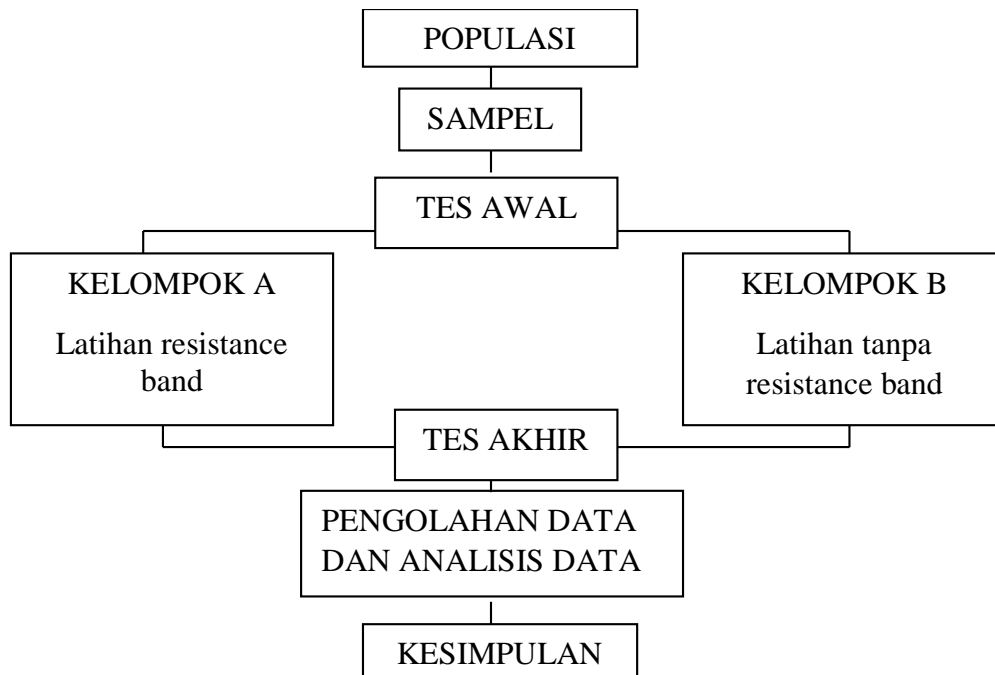 POPULASI
SAMPEL
TES AWAL
KELOMPOK A
Latihan resistance
band
KELOMPOK B
Latihan tanpa
resistance band
TES AKHIR
PENGOLAHAN DATA
DAN ANALISIS DATA
KESIMPULAN